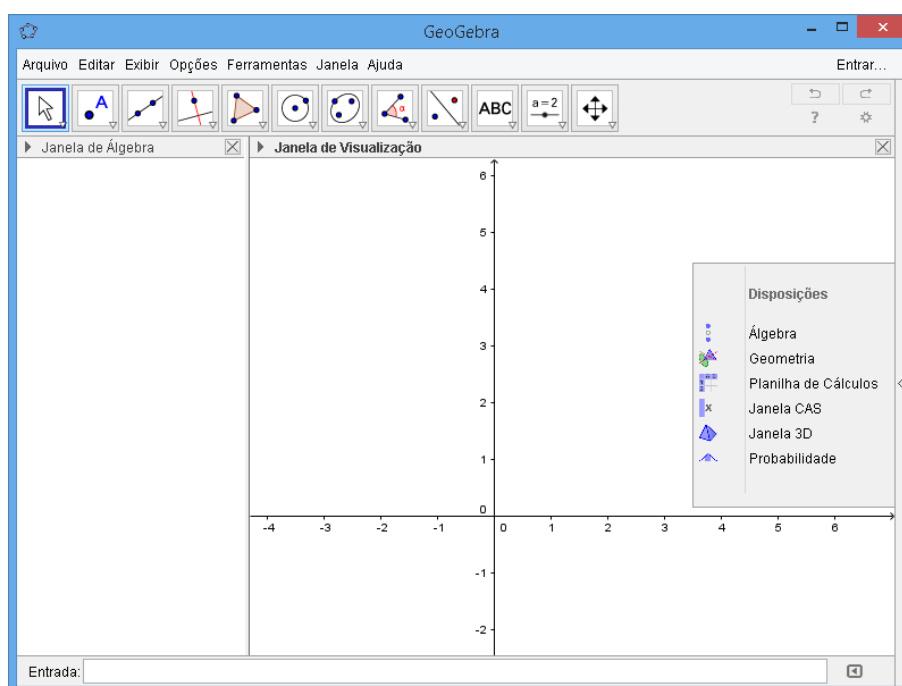 GeoGebra
Arquivo Editar Exibir Opções Ferramentas Janela Ajuda Entrar...
A ABC a=2 ?
α
Janela de Álgebra Janela de Visualização
6
5
4
3
2
1
0
-4 -3 -2 -1 0 1 2 3 4 5 6
-1
-2
Disposições
Álgebra
Geometria
Planilha de Cálculos
x Janela CAS
Janela 3D
Probabilidade
Entrada: